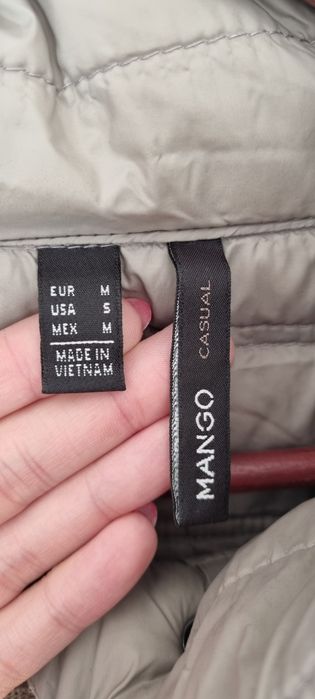 EUR M
USA S
MEX M
MADE IN
VIETNAM
MANGO CASUAL